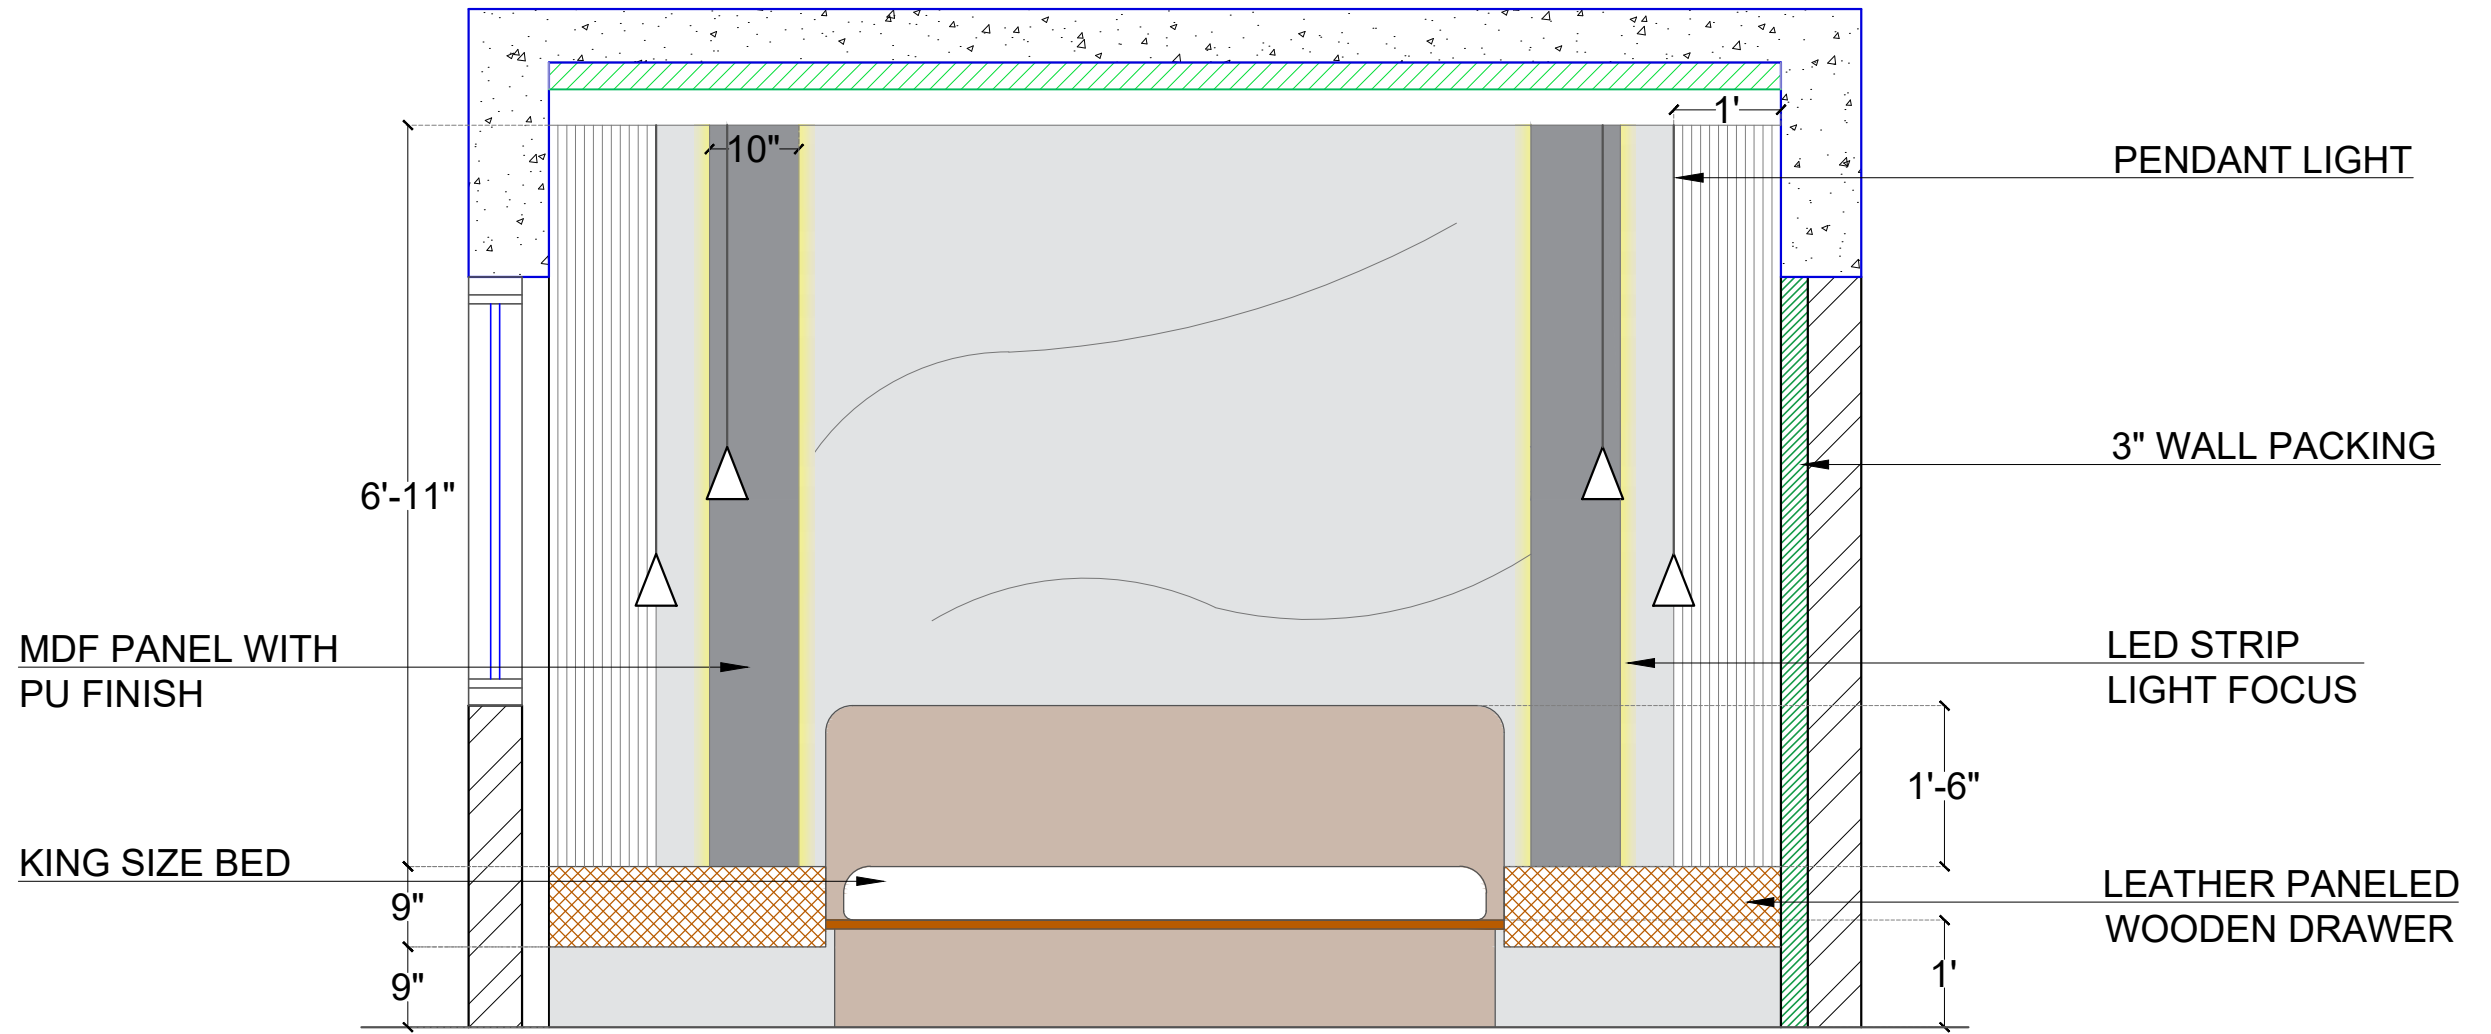 1'
10"
PENDANT LIGHT
3" WALL PACKING
6'-11"
MDF PANEL WITH
PU FINISH
LED STRIP
LIGHT FOCUS
1'-6"
KING SIZE BED
9"
LEATHER PANELED
WOODEN DRAWER
9"
1'